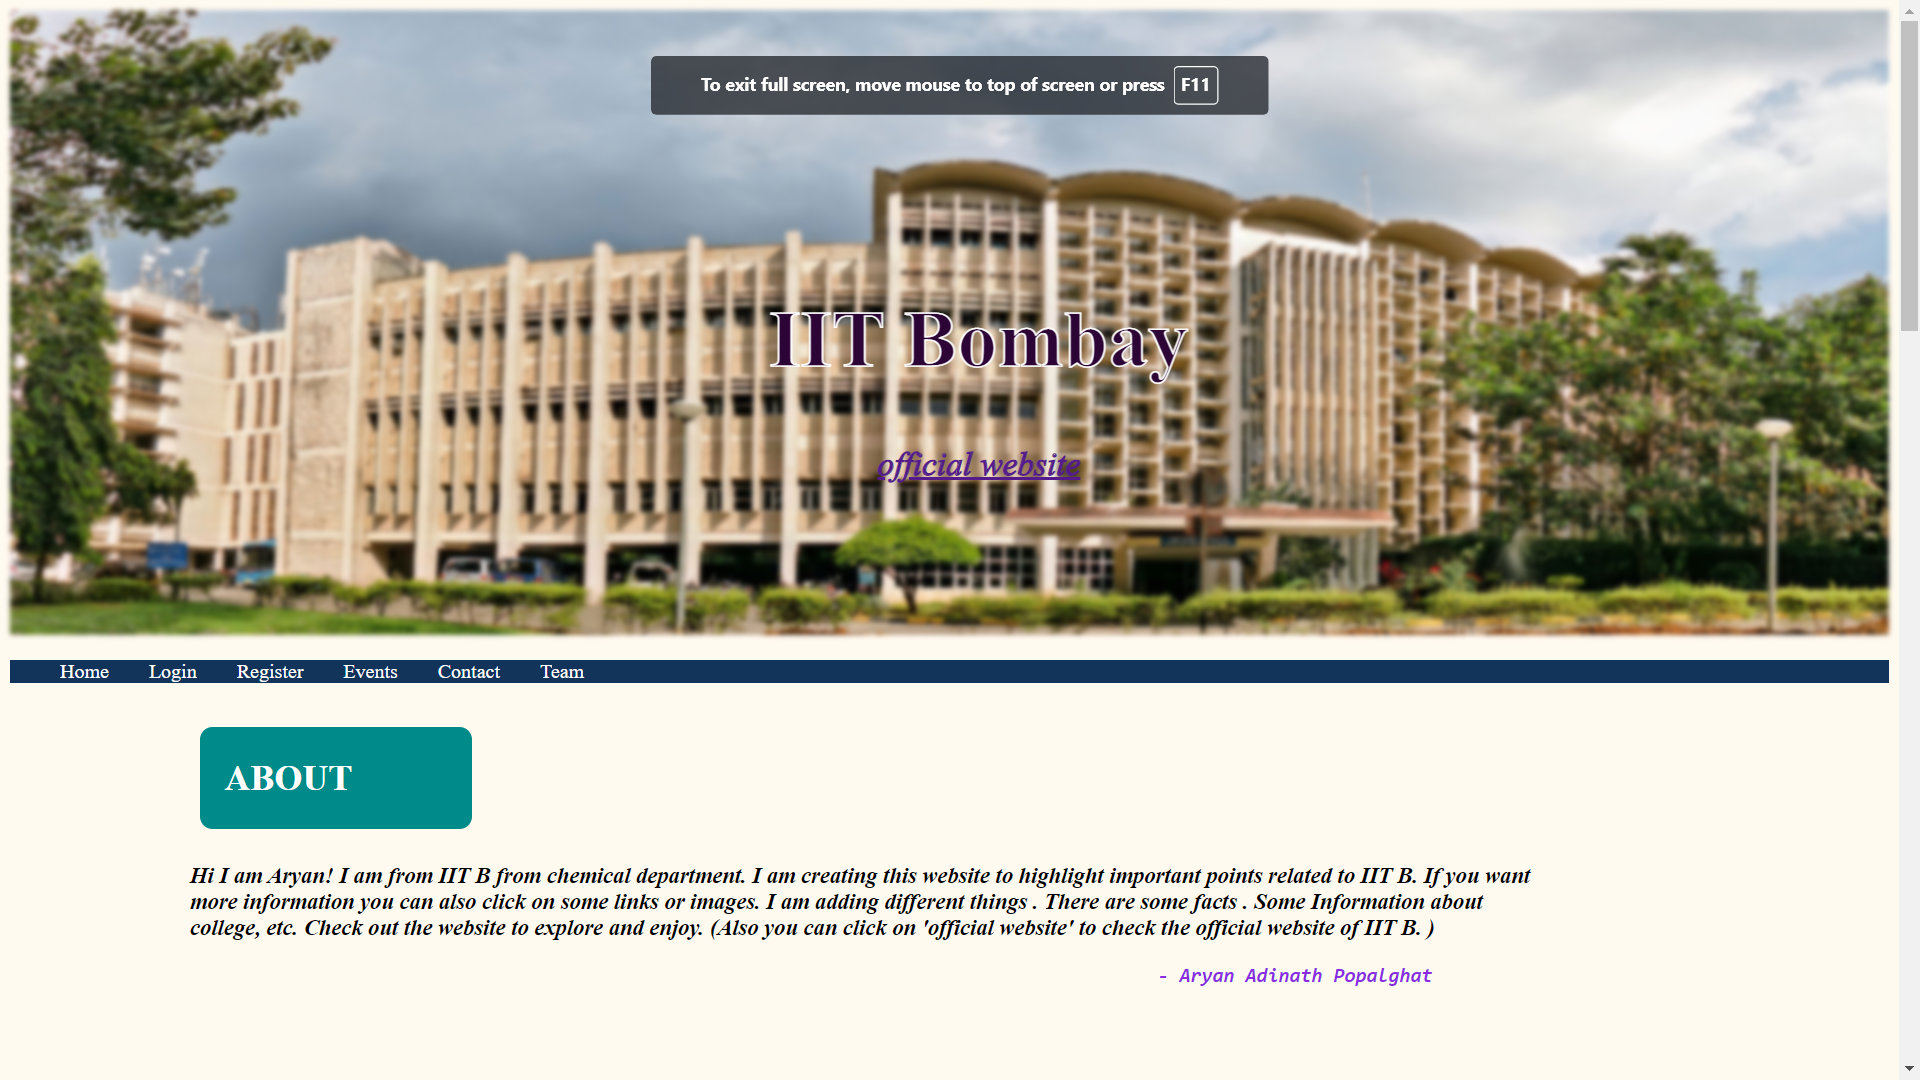 To exit full screen, move mouse to top of screen or press F11
IIT Bombay
official website
Home Login Register Events Contact Team
ABOUT
Hi I am Aryan! I am from IIT B from chemical department. I am creating this website to highlight important points related to IIT B. If you want
more information you can also click on some links or images. I am adding different things . There are some facts . Some Information about
college, etc. Check out the website to explore and enjoy. (Also you can click on 'official website' to check the official website of IIT B. )
- Aryan Adinath Popalghat